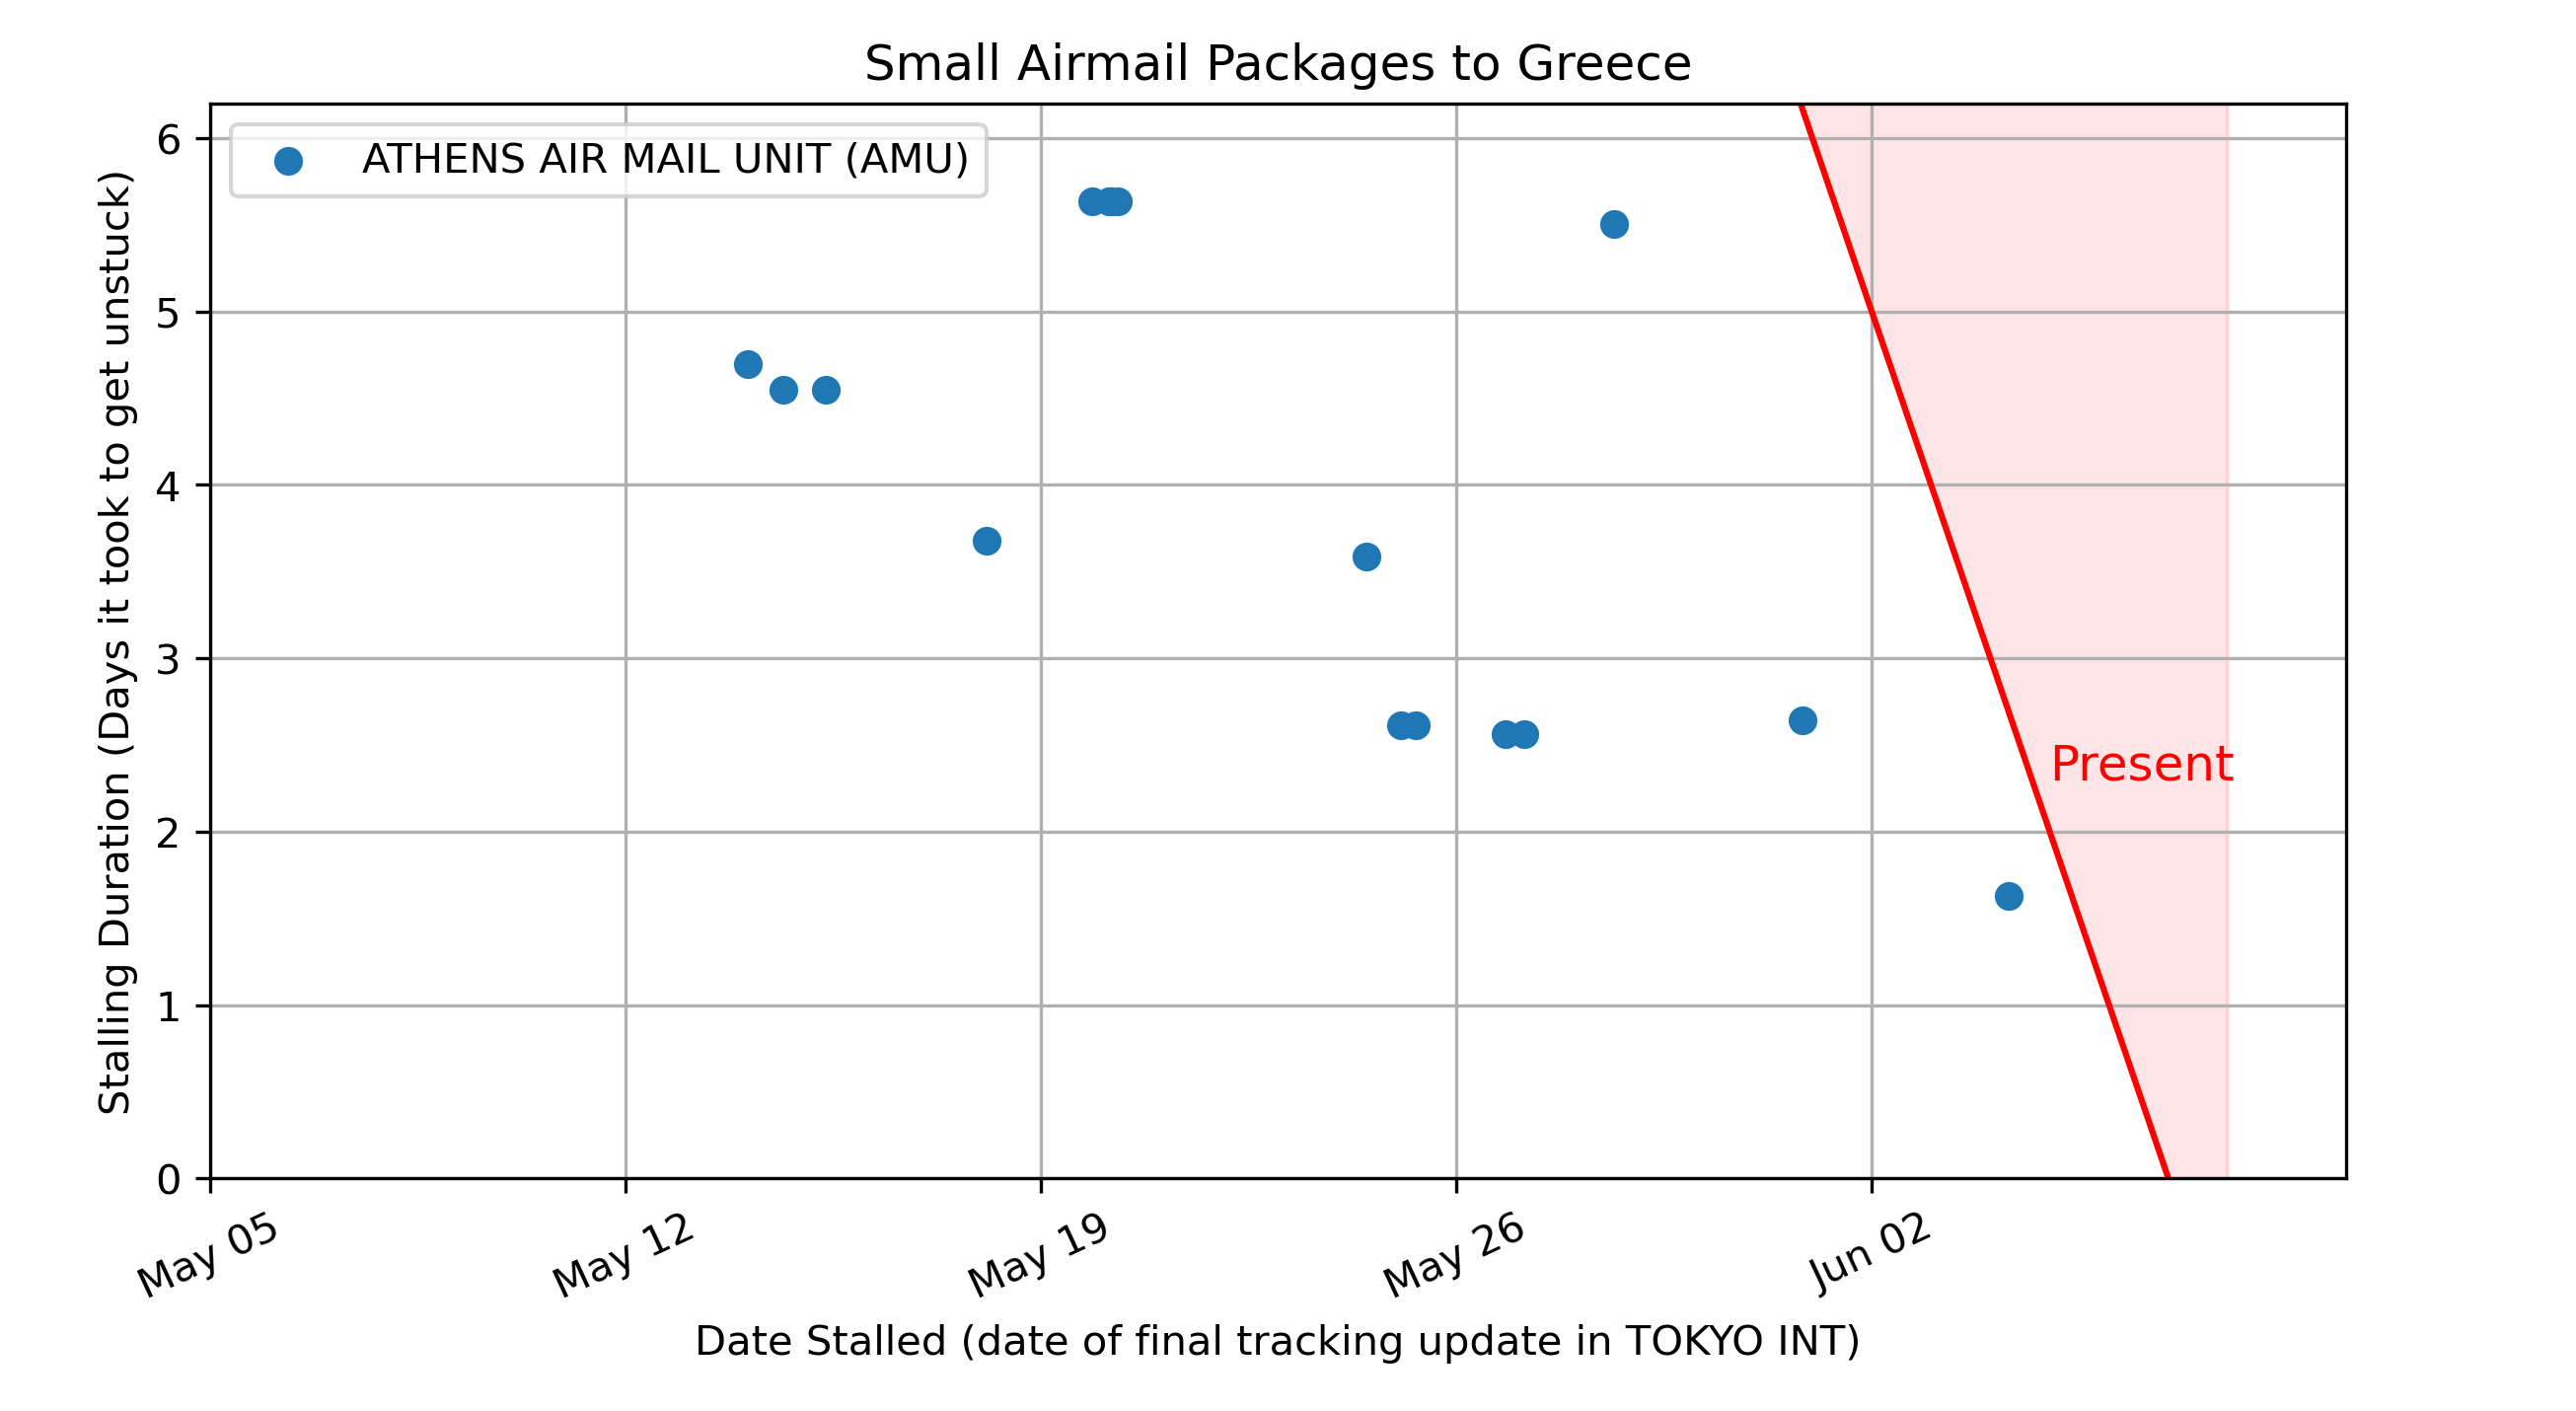 Small Airmail Packages to Greece
ATHENS AIR MAIL UNIT (AMU)
Stalling Duration (Days it took to get unstuck)
6
5
4
3
2
1
0
Present
May 05
May 12
May 19
May 26
Jun 02
Date Stalled (date of final tracking update in TOKYO INT)